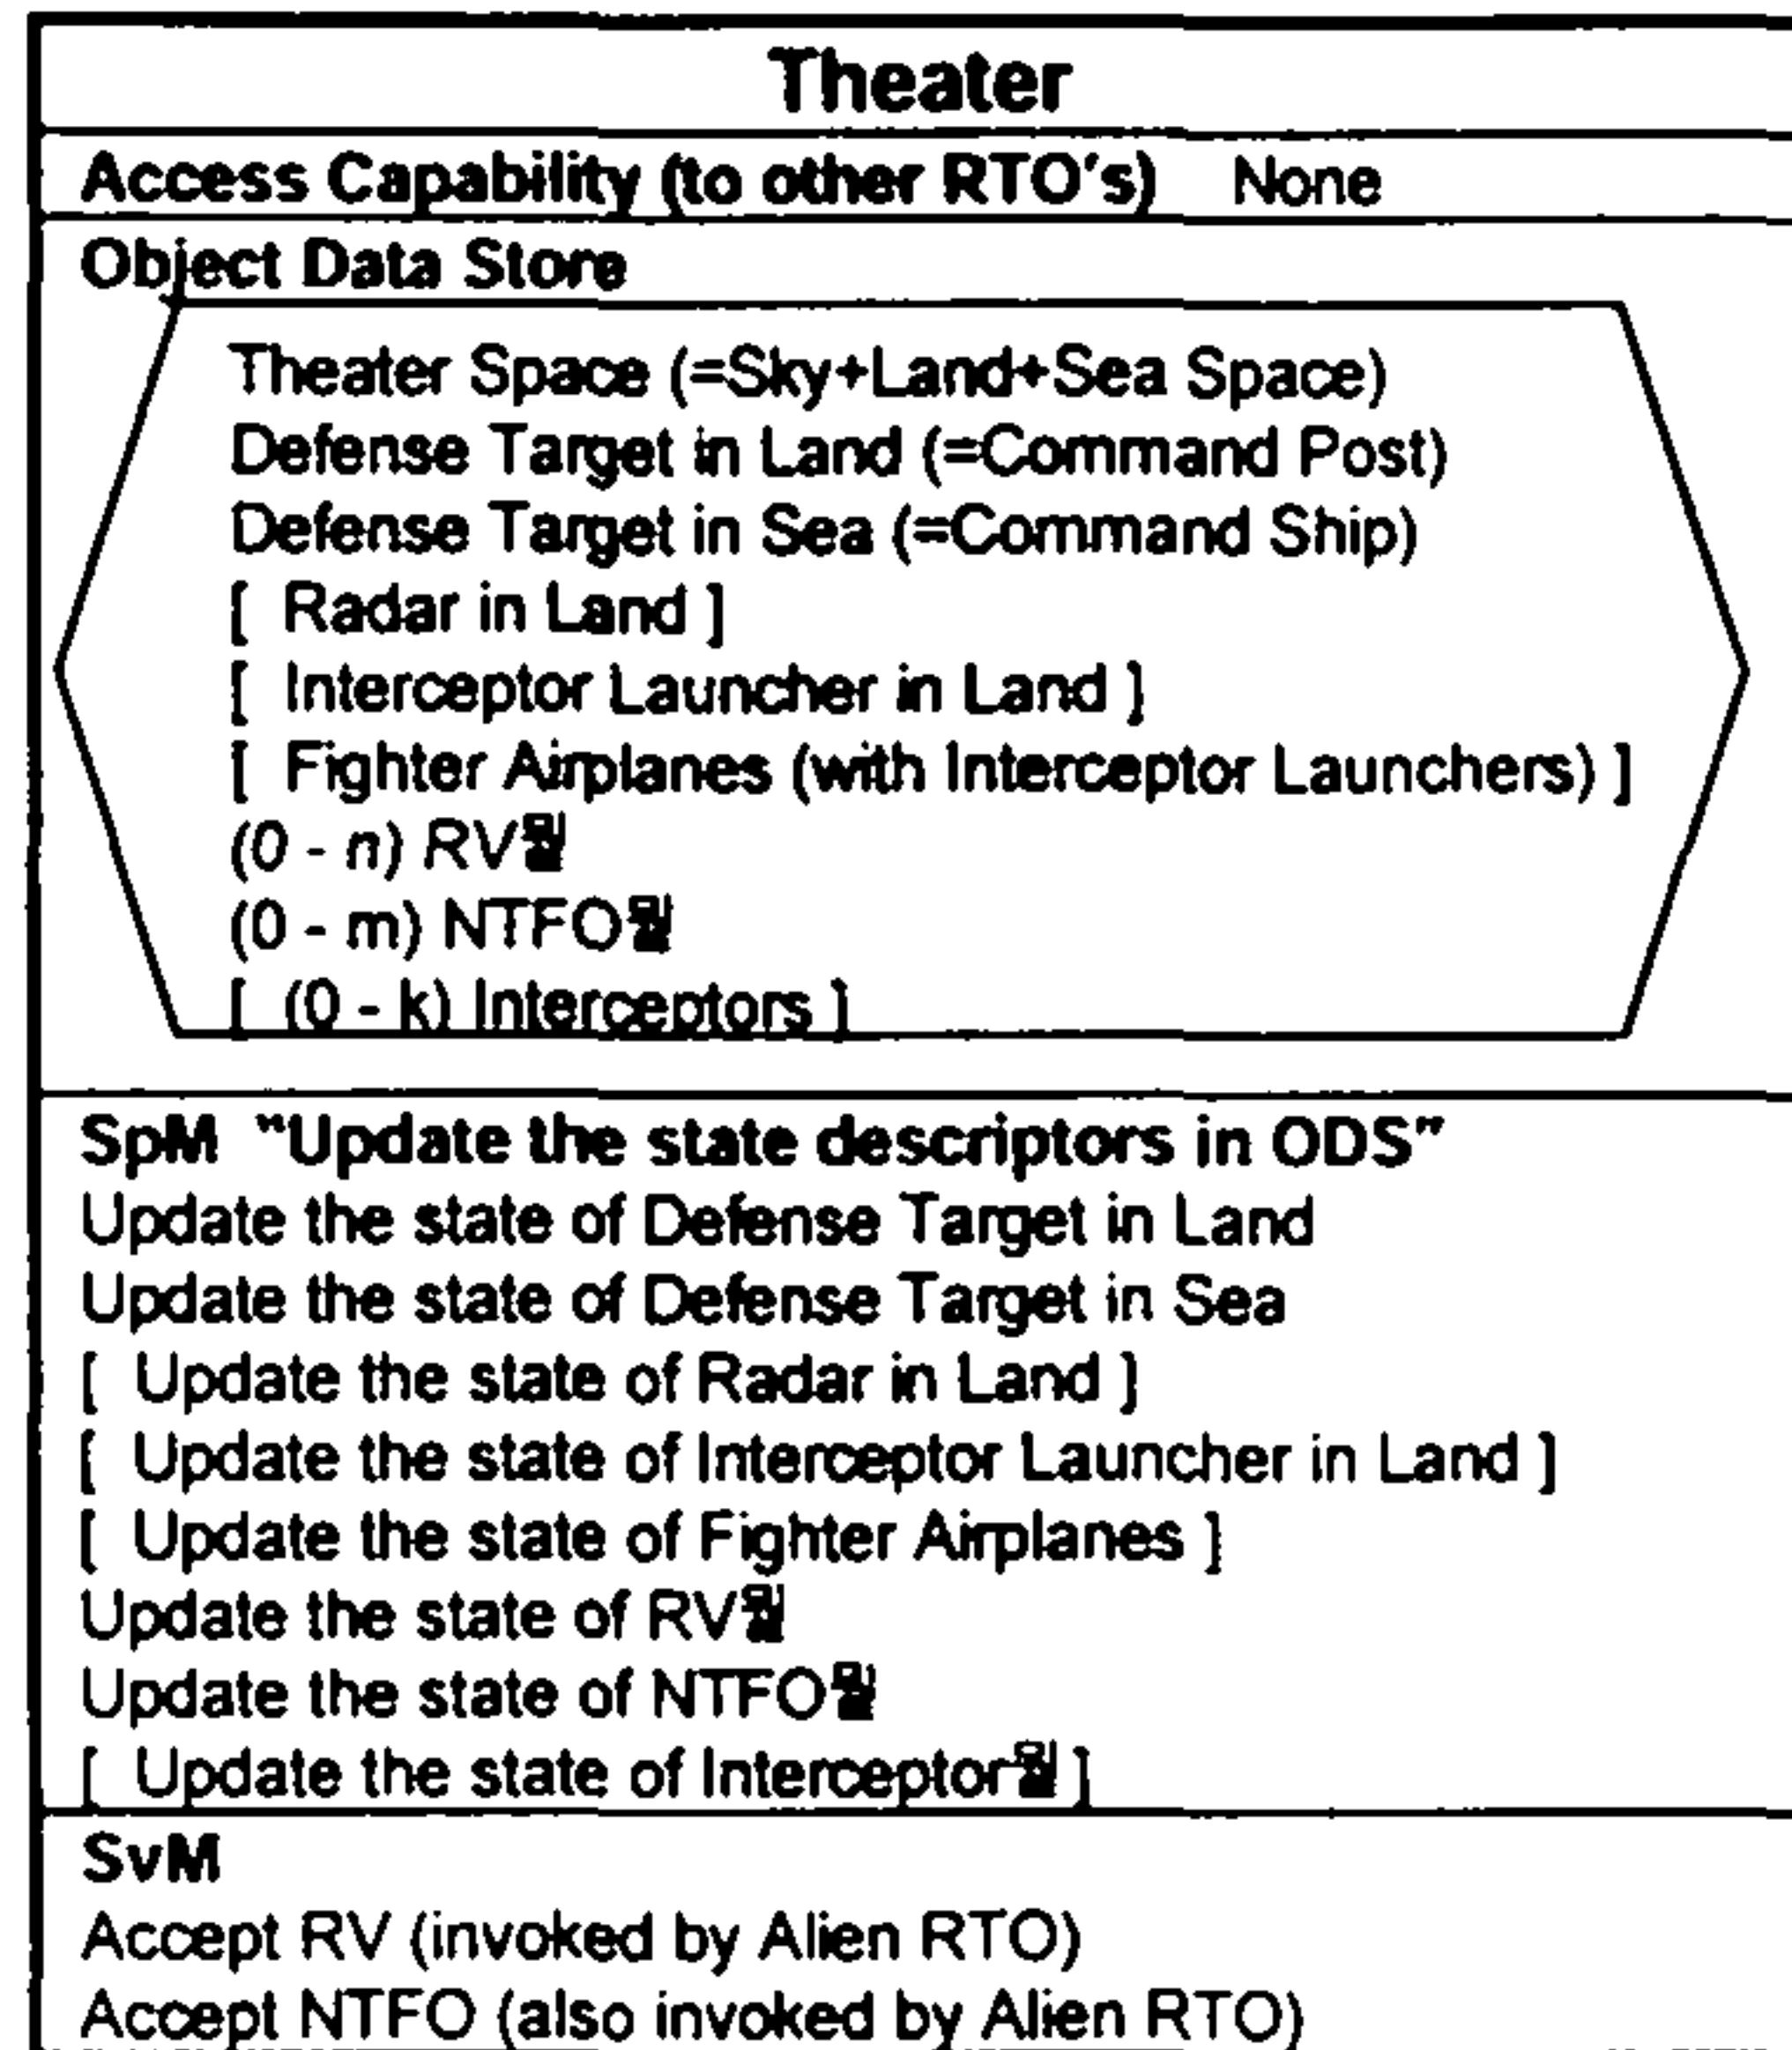 Theater
Access Capability (to other RTO's) None
Object Data Store
Theater Space (=Sky+Land+Sea Space)
Defense Target in Land (=Command Post)
Defense Target in Sea (=Command Ship)
[ Radar in Land ]
[ Interceptor Launcher in Land ]
[ Fighter Airplanes (with Interceptor Launchers) ]
(0 - n) RV
(0 - m) NTFO
[ (0 - k) Interceptors ]
SpM "Update the state descriptors in ODS"
Update the state of Defense Target in Land
Update the state of Defense Target in Sea
[ Update the state of Radar in Land ]
[ Update the state of Interceptor Launcher in Land ]
[ Update the state of Fighter Airplanes ]
Update the state of RV
Update the state of NTFO
[ Update the state of Interceptor ]
SvM
Accept RV (invoked by Alien RTO)
Accept NTFO (also invoked by Alien RTO)